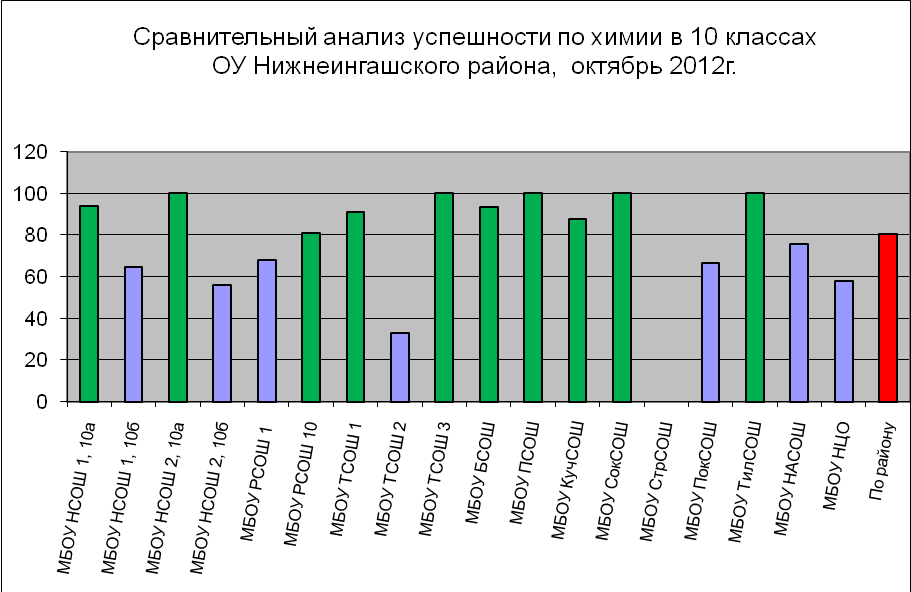 Сравнительный анализ успешности по химии в 10 классах
ОУ Нижнеингашского района, октябрь 2012г.
120
100
80
60
40
20
0
МБОУ НСОШ 1, 10а
МБОУ НСОШ 1, 10б
МБОУ НСОШ 2, 10а
МБОУ НСОШ 2, 10б
МБОУ РСОШ 1
МБОУ РСОШ 10
МБОУ ТСОШ 1
МБОУ ТСОШ 2
МБОУ ТСОШ 3
МБОУ БСОШ
МБОУ ПСОШ
МБОУ КучСОШ
МБОУ СокСОШ
МБОУ СтрСОШ
МБОУ ПокСОШ
МБОУ ТилСОШ
МБОУ НАСОШ
МБОУ НЦО
По району